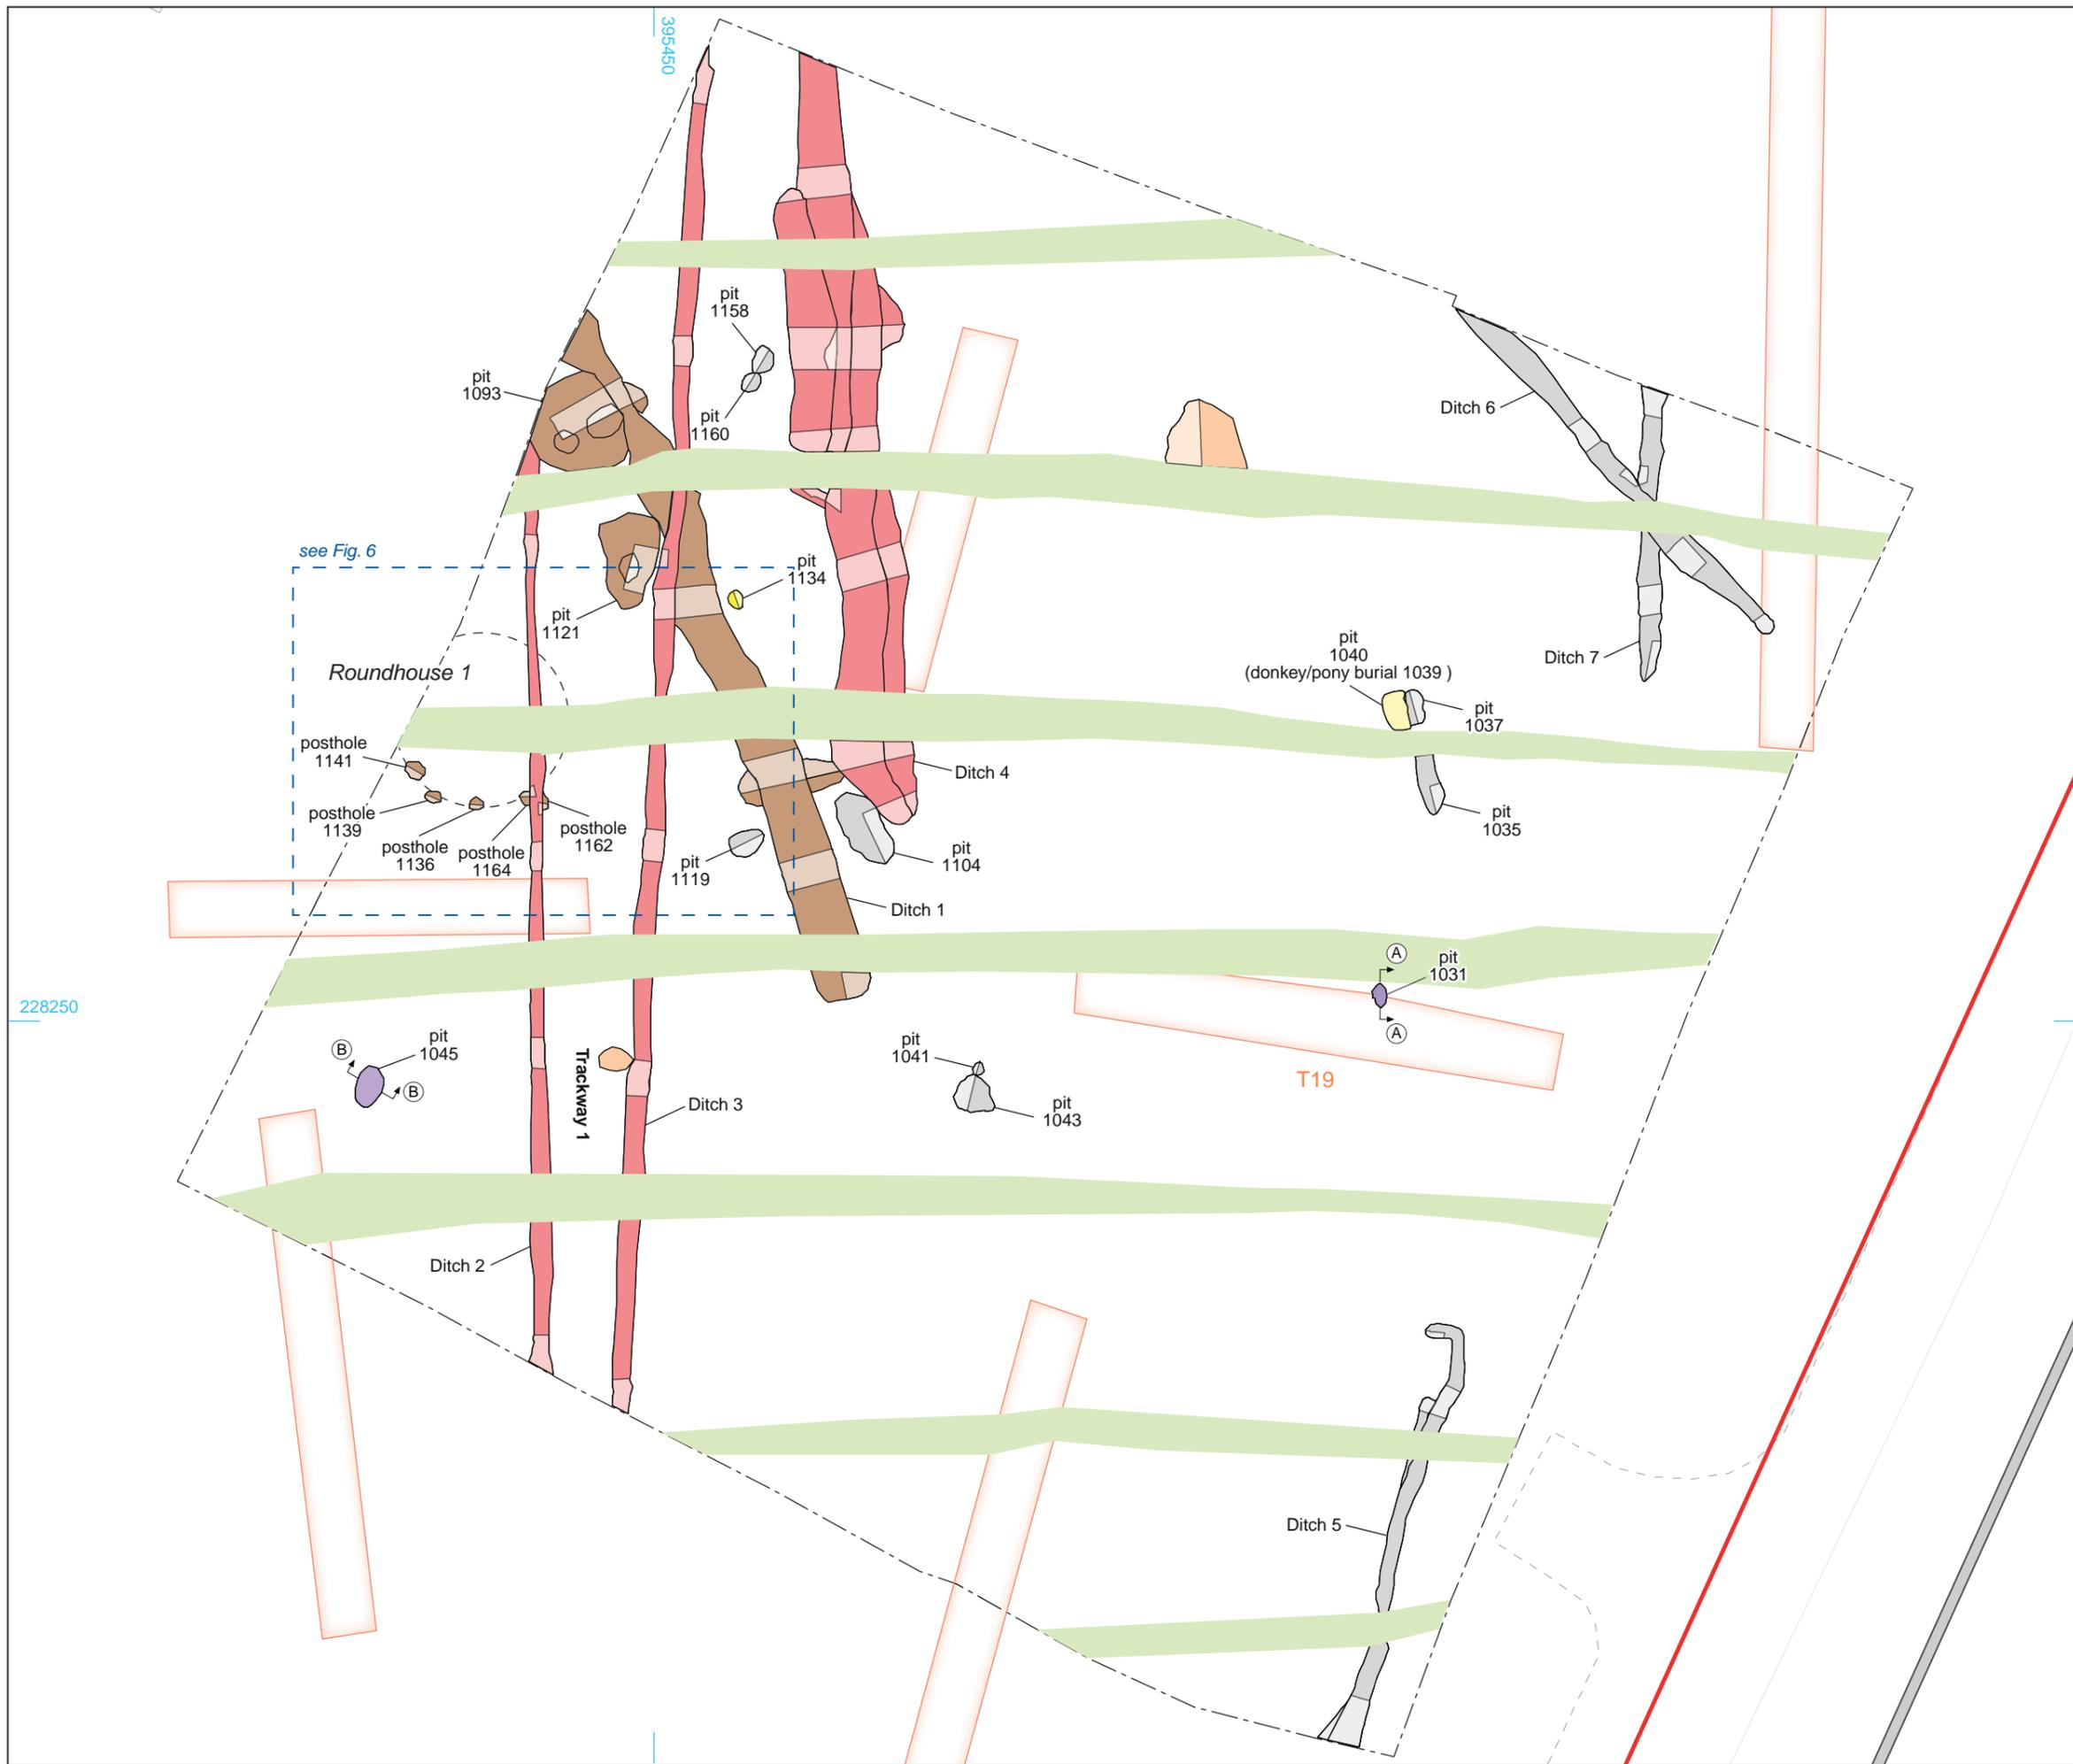 395450
pit
1158
pit
1093
pit
1160
Ditch 6
see Fig. 6
pit
1134
pit
1121
pit
1040
(donkey/pony burial 1039 )
Ditch 7
Roundhouse 1
pit
1037
posthole
1141
Ditch 4
posthole
1139
posthole
1136
posthole
1164
posthole
1162
pit
1035
pit
1119
pit
1104
Ditch 1
A
pit
1031
228250
A
B
pit
1045
B
pit
1041
T19
Trackway 1
Ditch 3
pit
1043
Ditch 2
Ditch 5